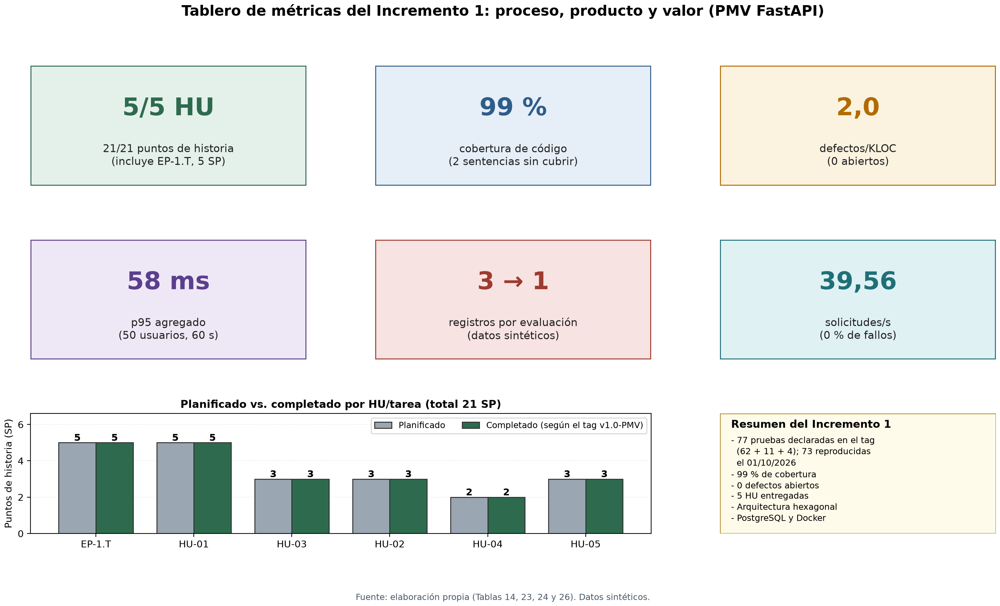 Tablero de métricas del Incremento 1: proceso, producto y valor (PMV FastAPI)
5/5 HU
21/21 puntos de historia
(incluye EP-1.T, 5 SP)
99 %
cobertura de código
(2 sentencias sin cubrir)
2,0
defectos/KLOC
(0 abiertos)
58 ms
p95 agregado
(50 usuarios, 60 s)
3 → 1
registros por evaluación
(datos sintéticos)
39,56
solicitudes/s
(0 % de fallos)
Planificado vs. completado por HU/tarea (total 21 SP)
Puntos de historia (SP)
6
4
2
0
Planificado
Completado (según el tag v1.0-PMV)
5 5 5 5 3 3 3 3 2 2 3 3
EP-1.T HU-01 HU-03 HU-02 HU-04 HU-05
Resumen del Incremento 1
- 77 pruebas declaradas en el tag
(62 + 11 + 4); 73 reproducidas
el 01/10/2026
- 99 % de cobertura
- 0 defectos abiertos
- 5 HU entregadas
- Arquitectura hexagonal
- PostgreSQL y Docker
Fuente: elaboración propia (Tablas 14, 23, 24 y 26). Datos sintéticos.